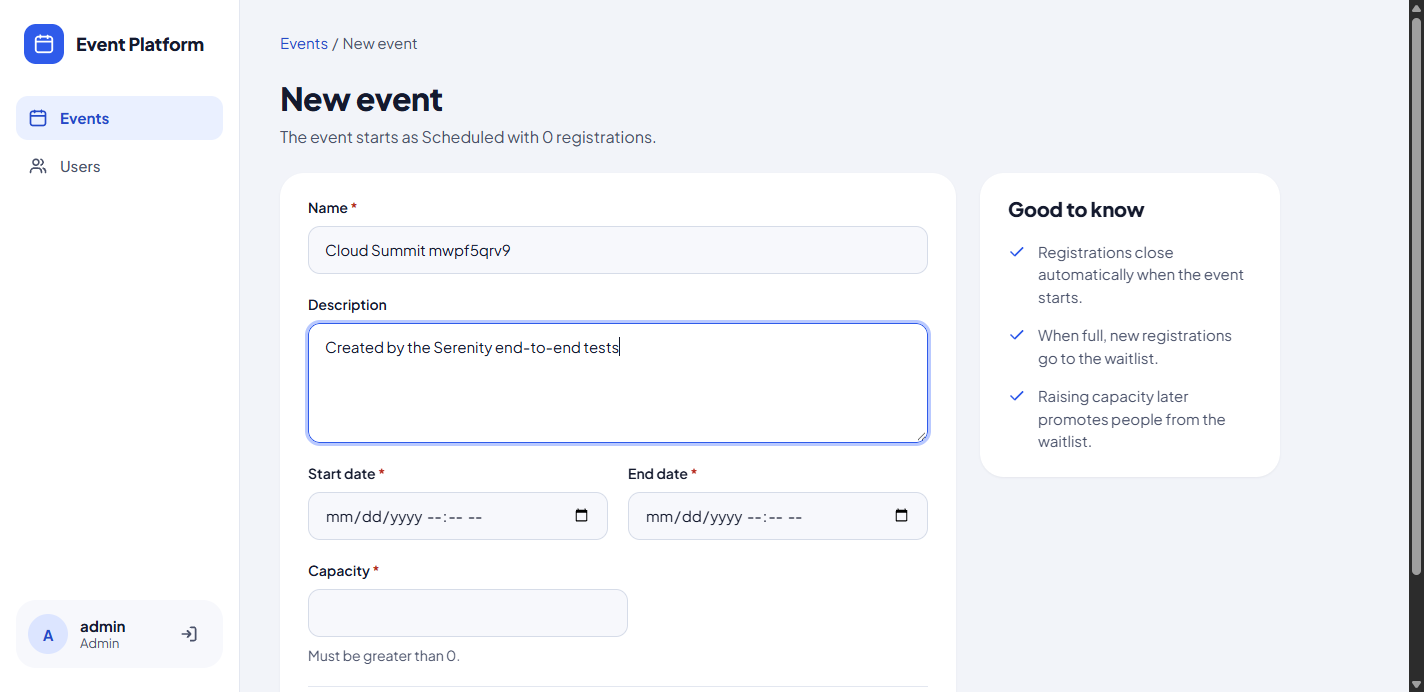 Event Platform
Events
Users
admin
Admin
A
Events / New event
New event
The event starts as Scheduled with 0 registrations.
Name *
Cloud Summit mwpf5qrv9
Description
Created by the Serenity end-to-end tests
Start date *
End date *
mm/dd/yyyy --:-- --
mm/dd/yyyy --:-- --
Capacity *
Must be greater than 0.
Good to know
Registrations close
automatically when the event
starts.
When full, new registrations
go to the waitlist.
Raising capacity later
promotes people from the
waitlist.